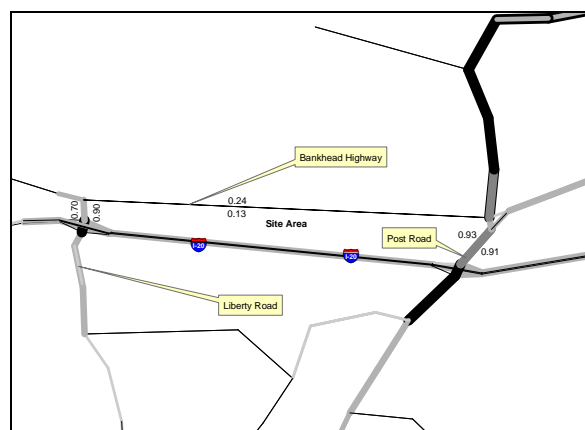 Bankhead Highway
0.70
0.90
0.24
0.13
Site Area
Post Road
0.93
0.91
I-20
I-20
Liberty Road